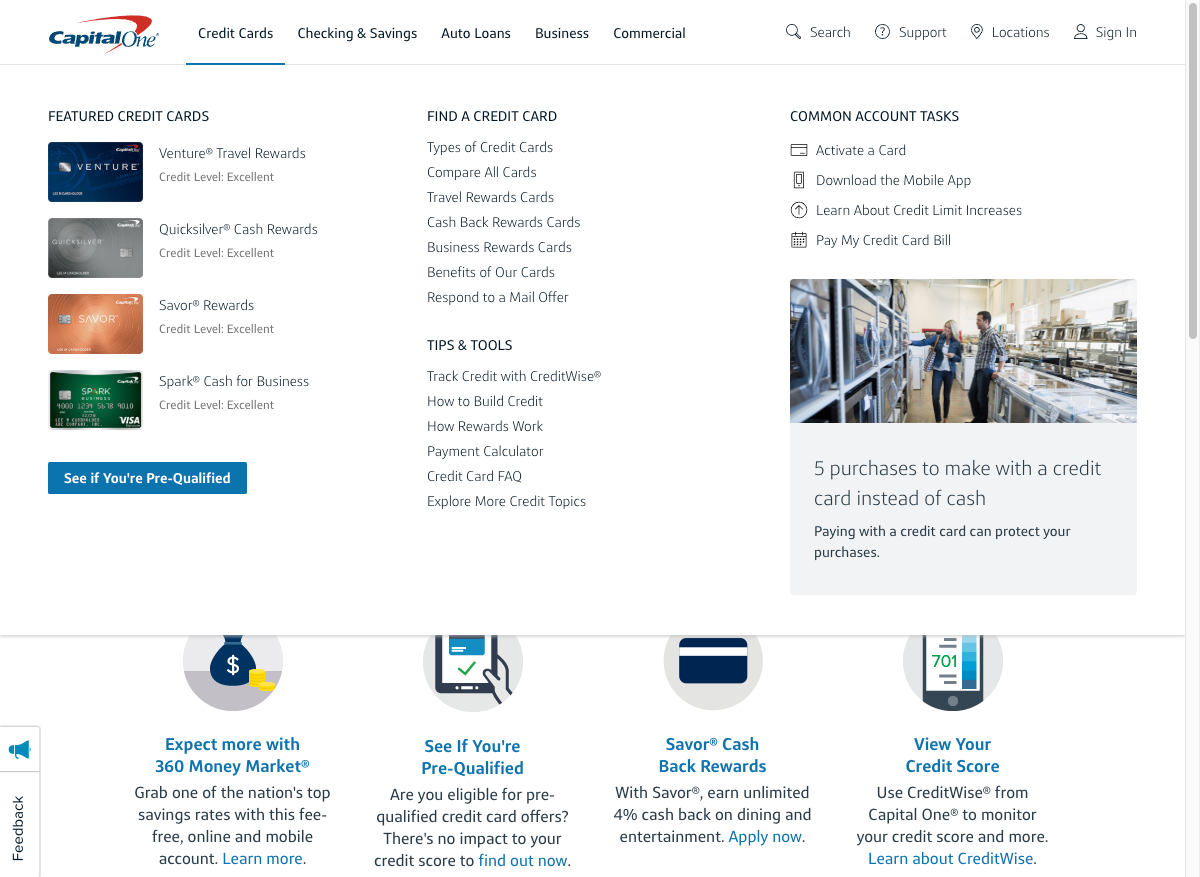 CapitalOne
Credit Cards
Checking & Savings
Auto Loans
Business
Commercial
Search
Support
Locations
Sign In
FEATURED CREDIT CARDS
VENTURE
Venture® Travel Rewards
Credit Level: Excellent
QUICKSILVER
Quicksilver® Cash Rewards
Credit Level: Excellent
SAVOR
Savor® Rewards
Credit Level: Excellent
SPARK
BUSINESS
4000 1234 5678 9010
VISA
Spark® Cash for Business
Credit Level: Excellent
See if You're Pre-Qualified
FIND A CREDIT CARD
Types of Credit Cards
Compare All Cards
Travel Rewards Cards
Cash Back Rewards Cards
Business Rewards Cards
Benefits of Our Cards
Respond to a Mail Offer
TIPS & TOOLS
Track Credit with CreditWise®
How to Build Credit
How Rewards Work
Payment Calculator
Credit Card FAQ
Explore More Credit Topics
COMMON ACCOUNT TASKS
Activate a Card
Download the Mobile App
Learn About Credit Limit Increases
Pay My Credit Card Bill
5 purchases to make with a credit
card instead of cash
Paying with a credit card can protect your
purchases.
$
701
Expect more with
360 Money Market®
Grab one of the nation's top
savings rates with this fee-
free, online and mobile
account. Learn more.
See If You're
Pre-Qualified
Are you eligible for pre-
qualified credit card offers?
There's no impact to your
credit score to find out now.
Savor® Cash
Back Rewards
With Savor®, earn unlimited
4% cash back on dining and
entertainment. Apply now.
View Your
Credit Score
Use CreditWise® from
Capital One® to monitor
your credit score and more.
Learn about CreditWise.
Feedback